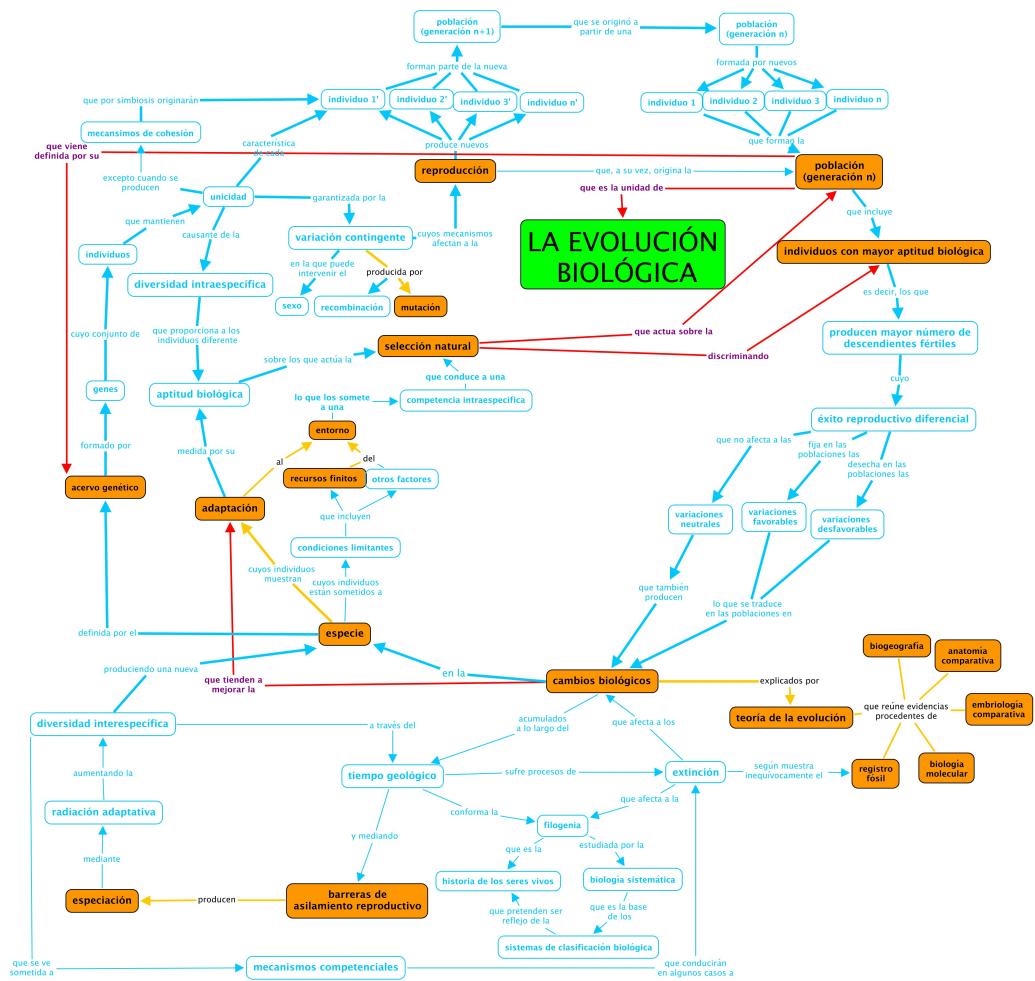 población
(generación n+1)
que se originó a
partir de una
población
(generación n)
forman parte de la nueva
formada por nuevos
que por simbiosis originarán
individuo 1'
individuo 2'
individuo 3'
individuo n'
individuo 1
individuo 2
individuo 3
individuo n
mecansimos de cohesión
que viene
definida por su
característica
de cada
produce nuevos
que forman la
reproducción
que, a su vez, origina la
población
(generación n)
excepto cuando se
producen
unicidad
garantizada por la
que es la unidad de
que mantienen
causante de la
variación contingente
cuyos mecanismos
afectan a la
LA EVOLUCIÓN
BIOLÓGICA
que incluye
individuos
individuos con mayor aptitud biológica
en la que puede
intervenir el
producida por
diversidad intraespecífica
sexo
recombinación
mutación
es decir, los que
cuyo conjunto de
que proporciona a los
individuos diferente
selección natural
que actua sobre la
producen mayor número de
descendientes fértiles
sobre los que actúa la
discriminando
genes
aptitud biológica
que conduce a una
cuyo
lo que los somete
a una
competencia intraespecífica
éxito reproductivo diferencial
entorno
formado por
medida por su
al
del
que no afecta a las
fija en las
poblaciones las
desecha en las
poblaciones las
acervo genético
recursos finitos
otros factores
adaptación
que incluyen
variaciones
neutrales
variaciones
favorables
variaciones
desfavorables
condiciones limitantes
cuyos individuos
muestran
cuyos individuos
están sometidos a
que también
producen
lo que se traduce
en las poblaciones en
definida por el
especie
produciendo una nueva
que tienden a
mejorar la
en la
cambios biológicos
explicados por
biogeografía
anatomía
comparativa
diversidad interespecífica
a través del
acumulados
a lo largo del
que afecta a los
teoría de la evolución
que reúne evidencias
procedentes de
embriología
comparativa
aumentando la
tiempo geológico
sufre procesos de
extinción
según muestra
inequívocamente el
registro
fósil
biología
molecular
radiación adaptativa
conforma la
que afecta a la
filogenia
y mediando
que es la
estudiada por la
mediante
historia de los seres vivos
biología sistemática
especiación
producen
barreras de
asilamiento reproductivo
que pretenden ser
reflejo de la
que es la base
de los
sistemas de clasificación biológica
que se ve
sometida a
mecanismos competenciales
que conducirán
en algunos casos a